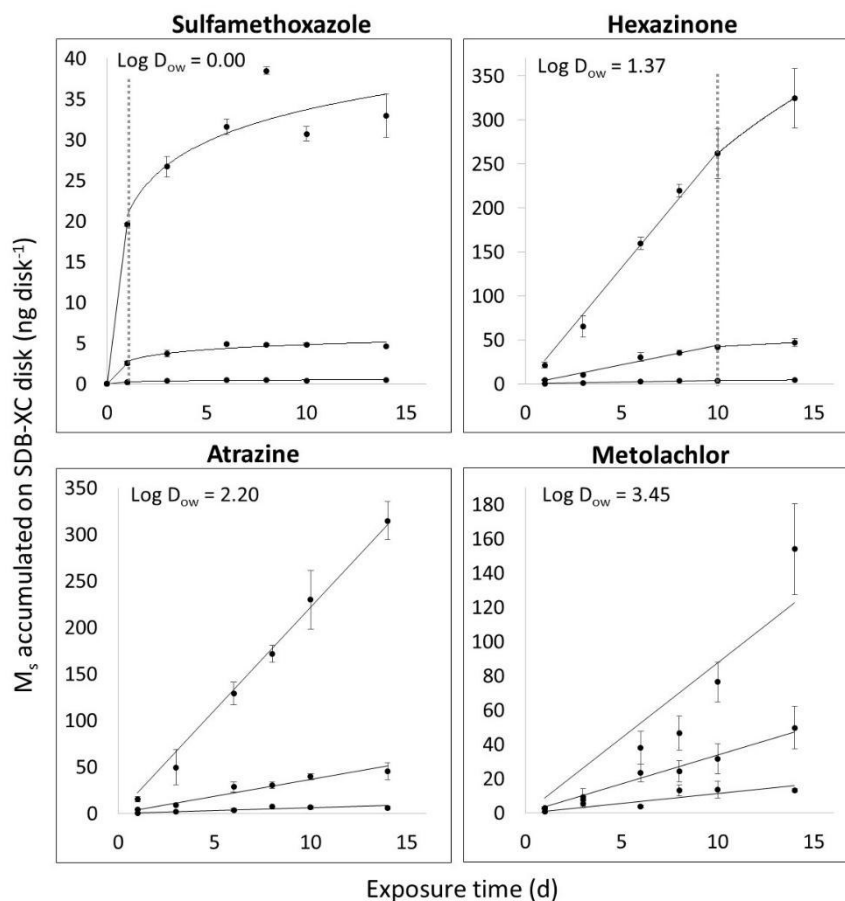 Sulfamethoxazole
Log Dow = 0.00
40
35
30
25
20
15
10
5
0
0 5 10 15
Hexazinone
Log Dow = 1.37
350
300
250
200
150
100
50
0
0 5 10 15
Atrazine
Log Dow = 2.20
350
300
250
200
150
100
50
0
0 5 10 15
Metolachlor
Log Dow = 3.45
180
160
140
120
100
80
60
40
20
0
0 5 10 15
Ms accumulated on SDB-XC disk (ng disk-1)
Exposure time (d)